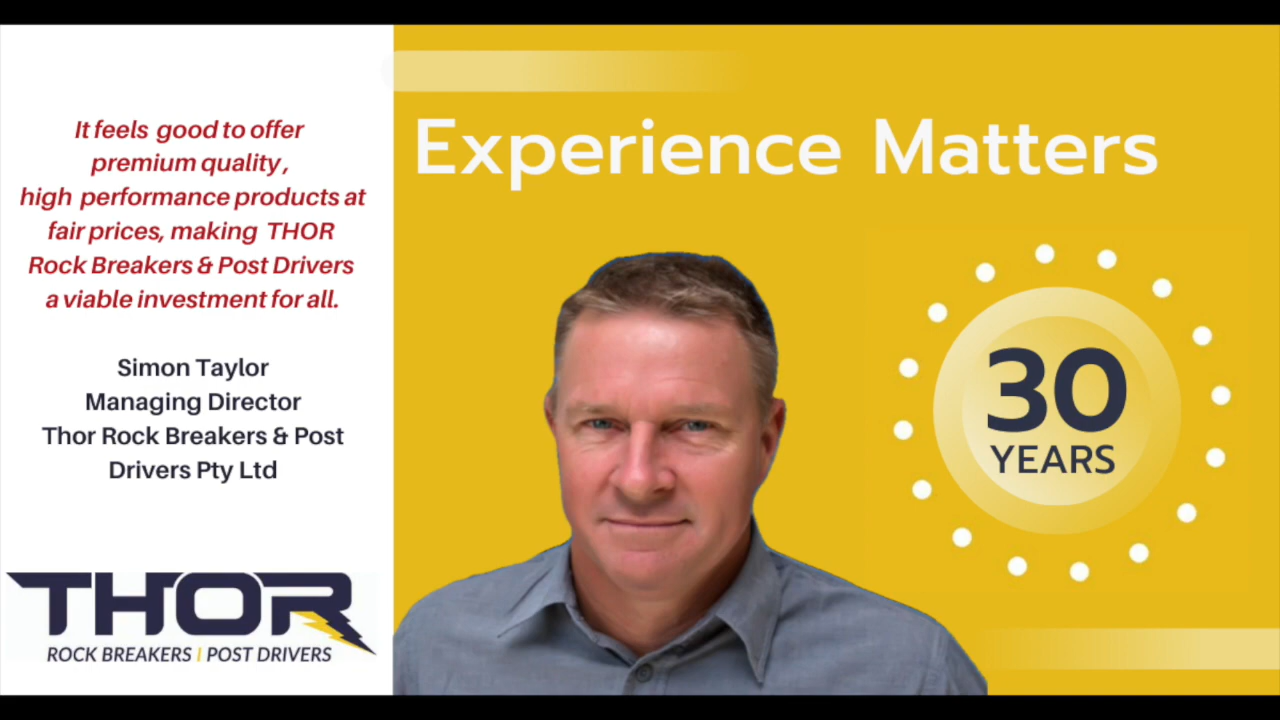 It feels good to offer
premium quality,
high performance products at
fair prices, making THOR
Rock Breakers & Post Drivers
a viable investment for all.
Simon Taylor
Managing Director
Thor Rock Breakers & Post
Drivers Pty Ltd
THOR
ROCK BREAKERS | POST DRIVERS
Experience Matters
30
YEARS